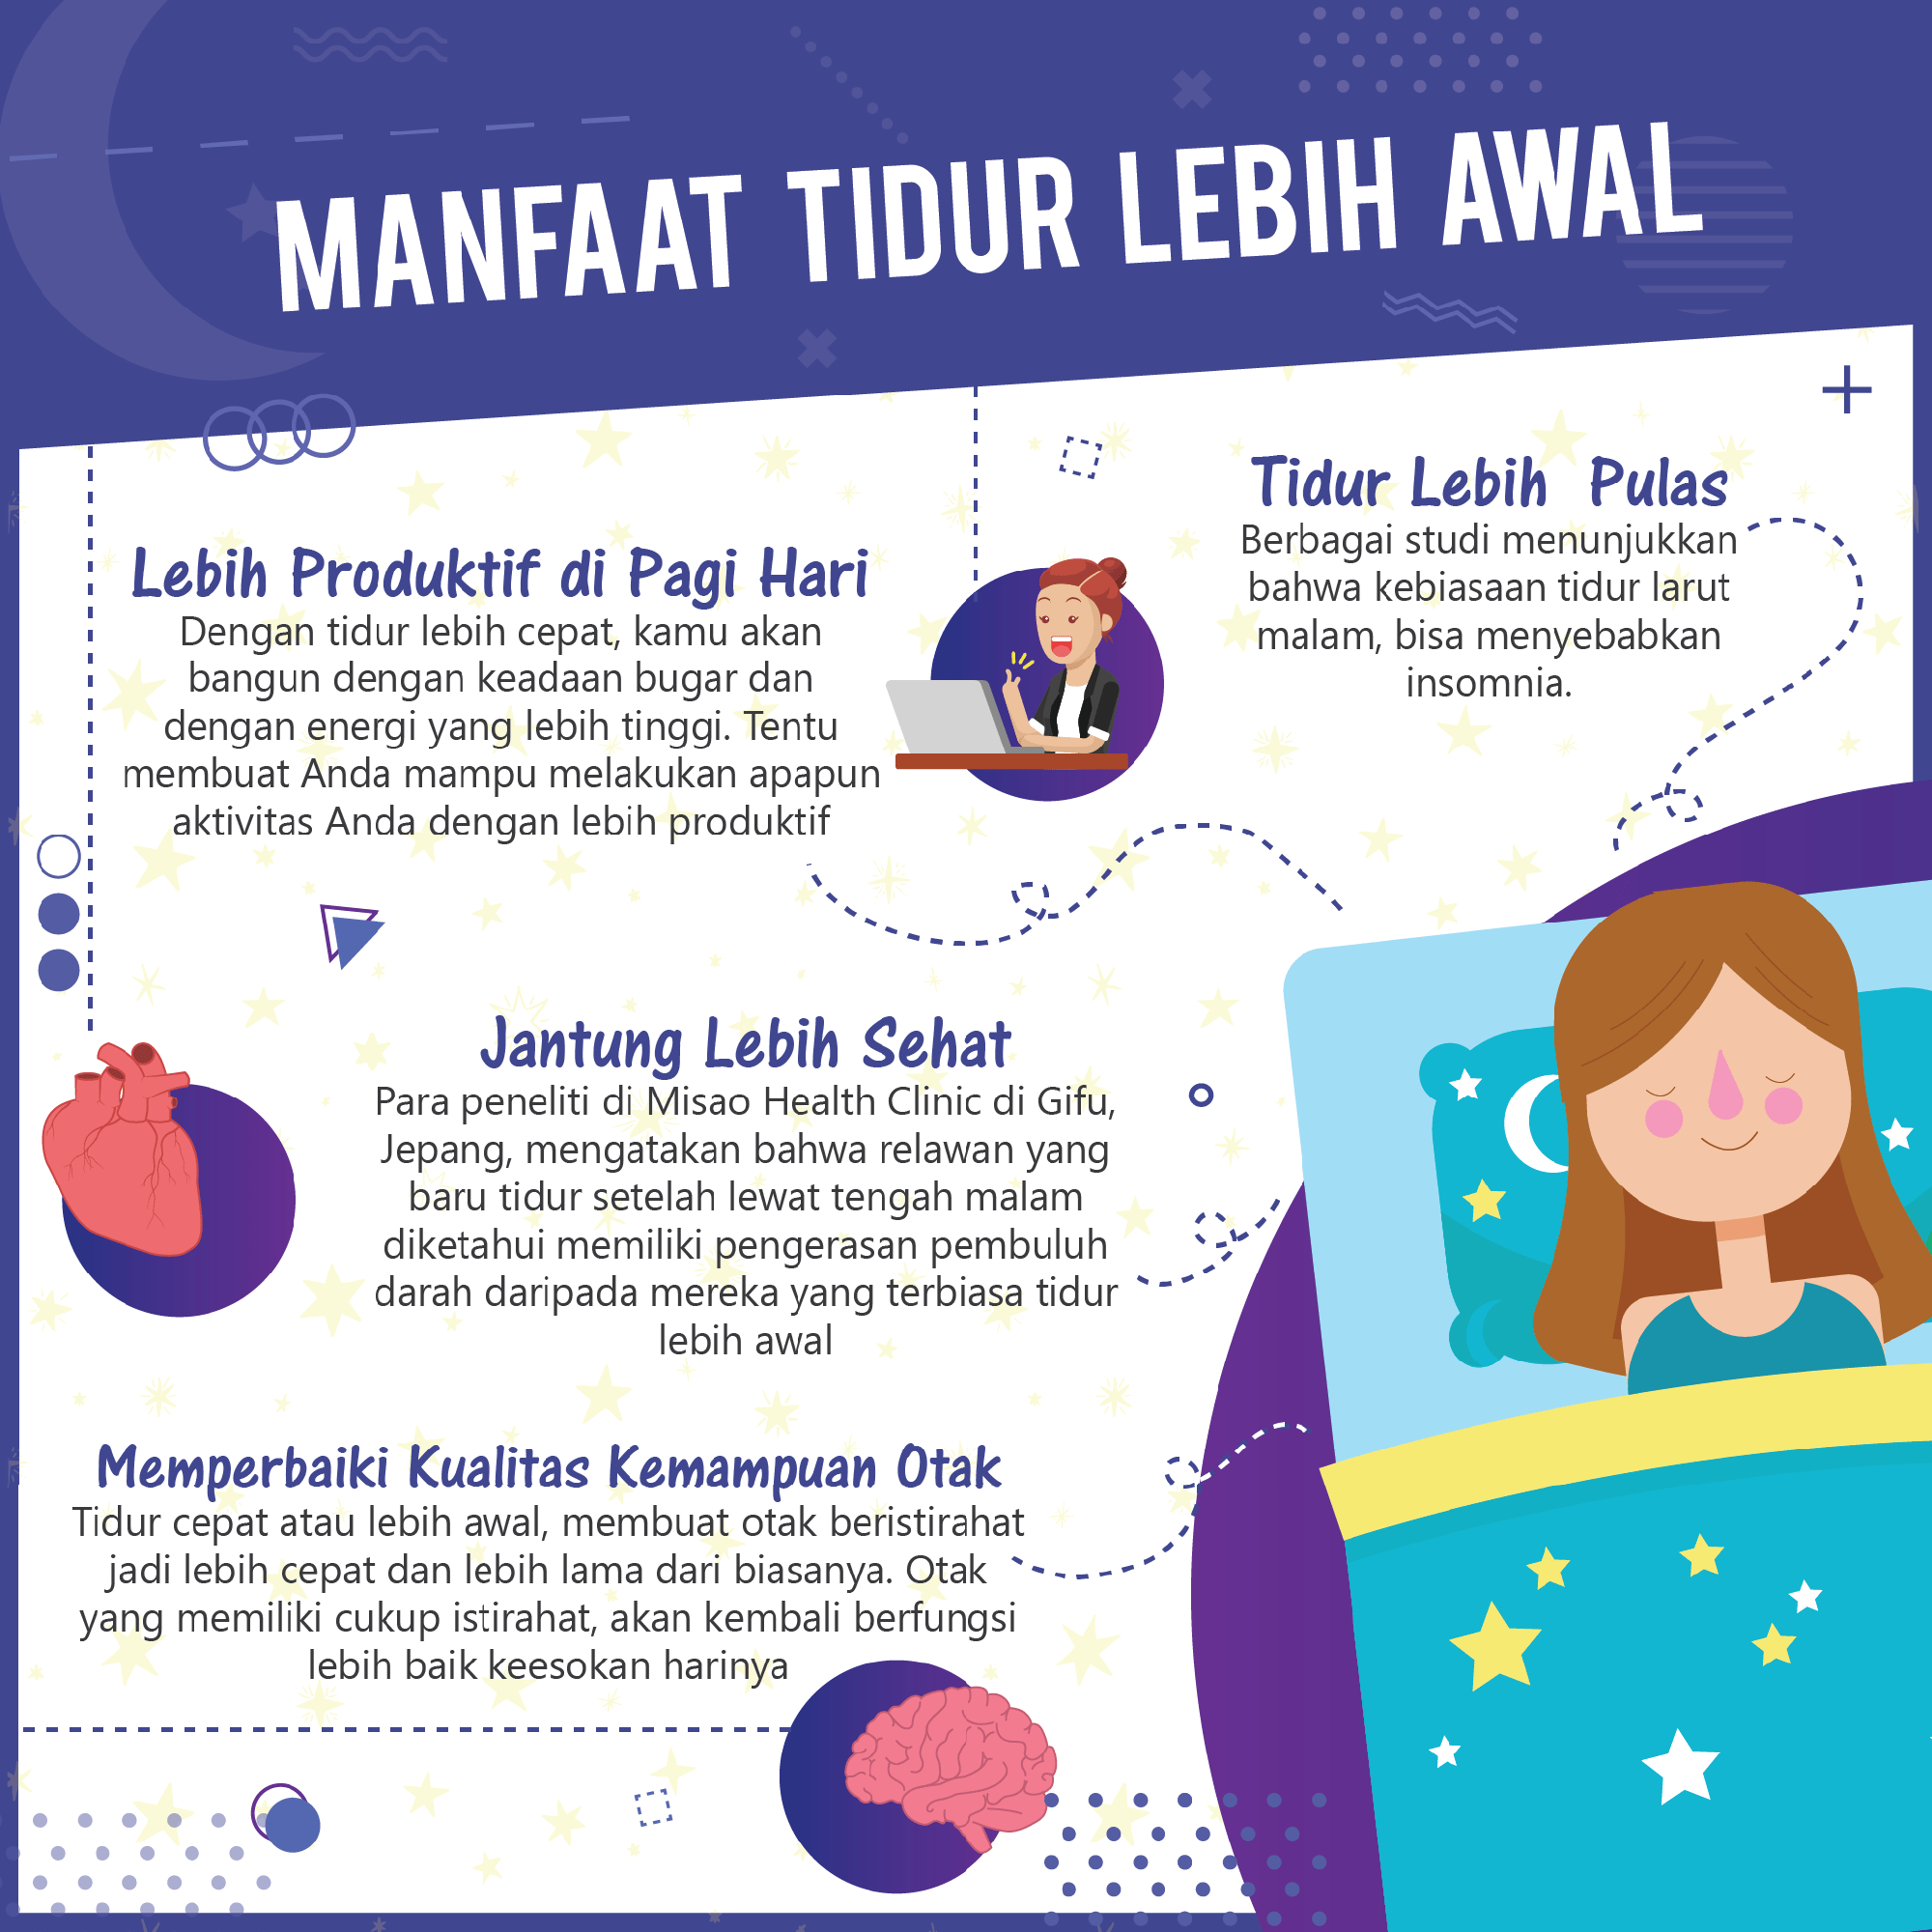 MANFAAT TIDUR LEBIH AWAL
Lebih Produktif di Pagi Hari
Dengan tidur lebih cepat, kamu akan
bangun dengan keadaan bugar dan
dengan energi yang lebih tinggi. Tentu
membuat Anda mampu melakukan apapun
aktivitas Anda dengan lebih produktif
Tidur Lebih Pulas
Berbagai studi menunjukkan
bahwa kebiasaan tidur larut
malam, bisa menyebabkan
insomnia.
Jantung Lebih Sehat
Para peneliti di Misao Health Clinic di Gifu,
Jepang, mengatakan bahwa relawan yang
baru tidur setelah lewat tengah malam
diketahui memiliki pengerasan pembuluh
darah daripada mereka yang terbiasa tidur
lebih awal
Memperbaiki Kualitas Kemampuan Otak
Tidur cepat atau lebih awal, membuat otak beristirahat
jadi lebih cepat dan lebih lama dari biasanya. Otak
yang memiliki cukup istirahat, akan kembali berfungsi
lebih baik keesokan harinya